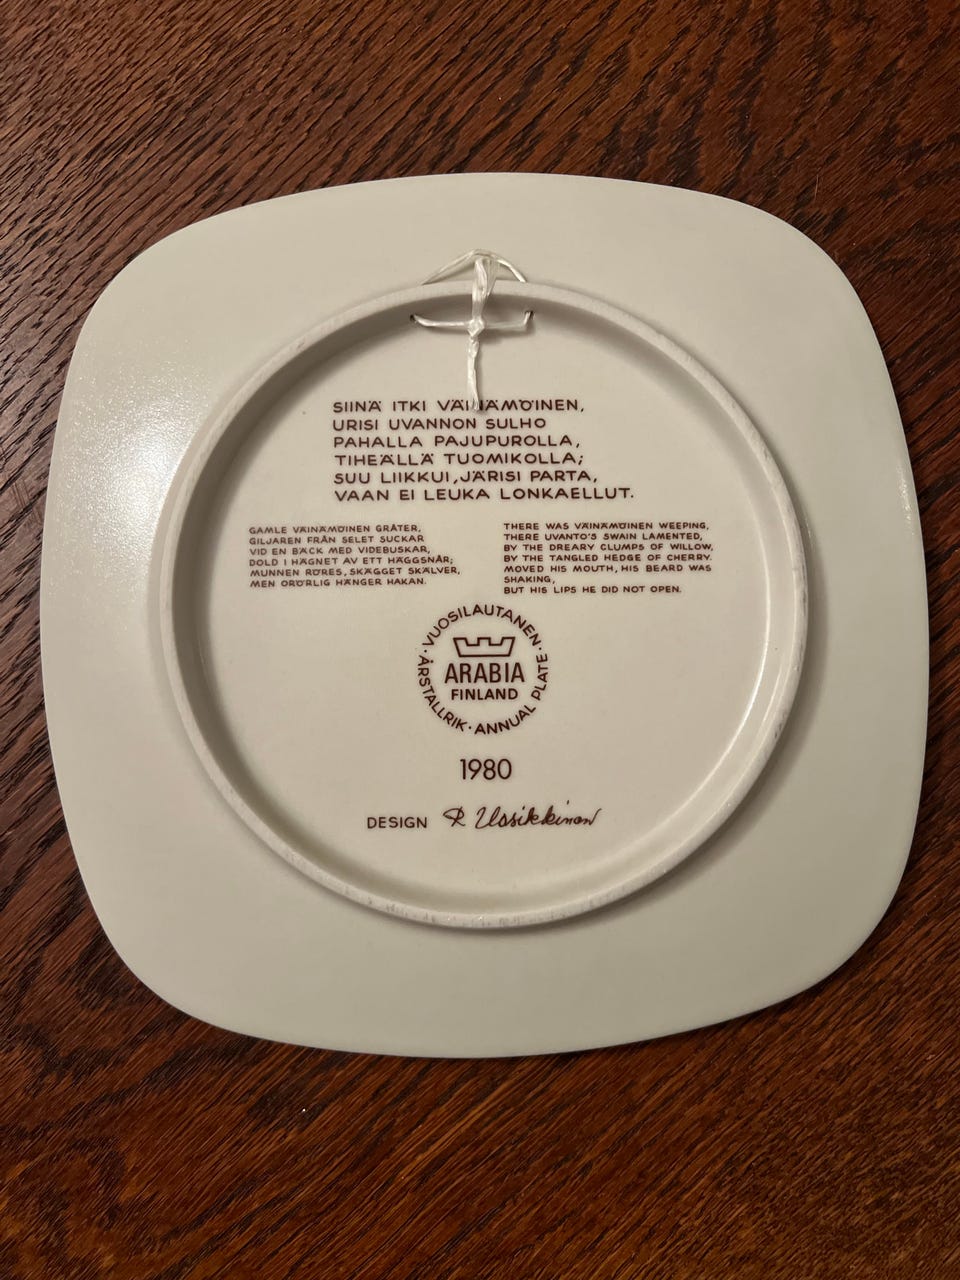 SIINÄ ITKI VÄINÄMÖINEN,
URISI UVANNON SULHO
PAHALLA PAJUPUROLLA,
TIHEÄLLÄ TUOMIKOLLA;
SUU LIIKKUI, JÄRISI PARTA,
VAAN EI LEUKA LONKAELLUT.
GAMLE VÄINÄMÖINEN GRÅTER,
GILJAREN FRÅN SELET SUCKAR
VID EN BÄCK MED VIDEBUSKAR,
DOLD I HÄGNET AV ETT HÄGGSNÅR;
MUNNEN RÖRES, SKÄGGET SKÄLVER,
MEN ORÖRLIG HÄNGER HAKAN.
THERE WAS VÄINÄMÖINEN WEEPING,
THERE UVANTO'S SWAIN LAMENTED,
BY THE DREARY CLUMPS OF WILLOW,
BY THE TANGLED HEDGE OF CHERRY.
MOVED HIS MOUTH, HIS BEARD WAS
SHAKING,
BUT HIS LIPS HE DID NOT OPEN.
· VUOSILAUTANEN · ANNUAL PLATE · ÅRSTALLRIK
ARABIA
FINLAND
1980
DESIGN R. Uosikkinen